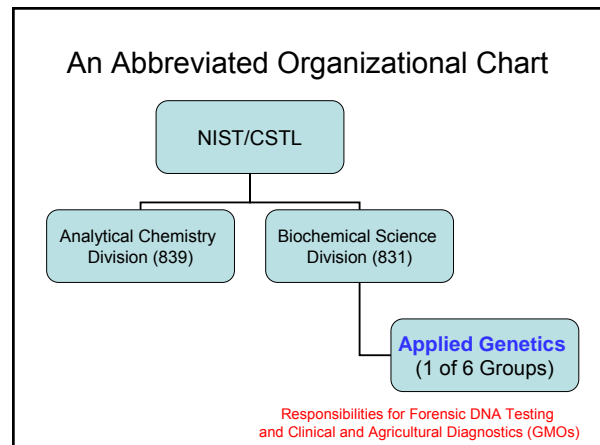 An Abbreviated Organizational Chart
NIST/CSTL
Analytical Chemistry
Division (839)
Biochemical Science
Division (831)
Applied Genetics
(1 of 6 Groups)
Responsibilities for Forensic DNA Testing
and Clinical and Agricultural Diagnostics (GMOs)